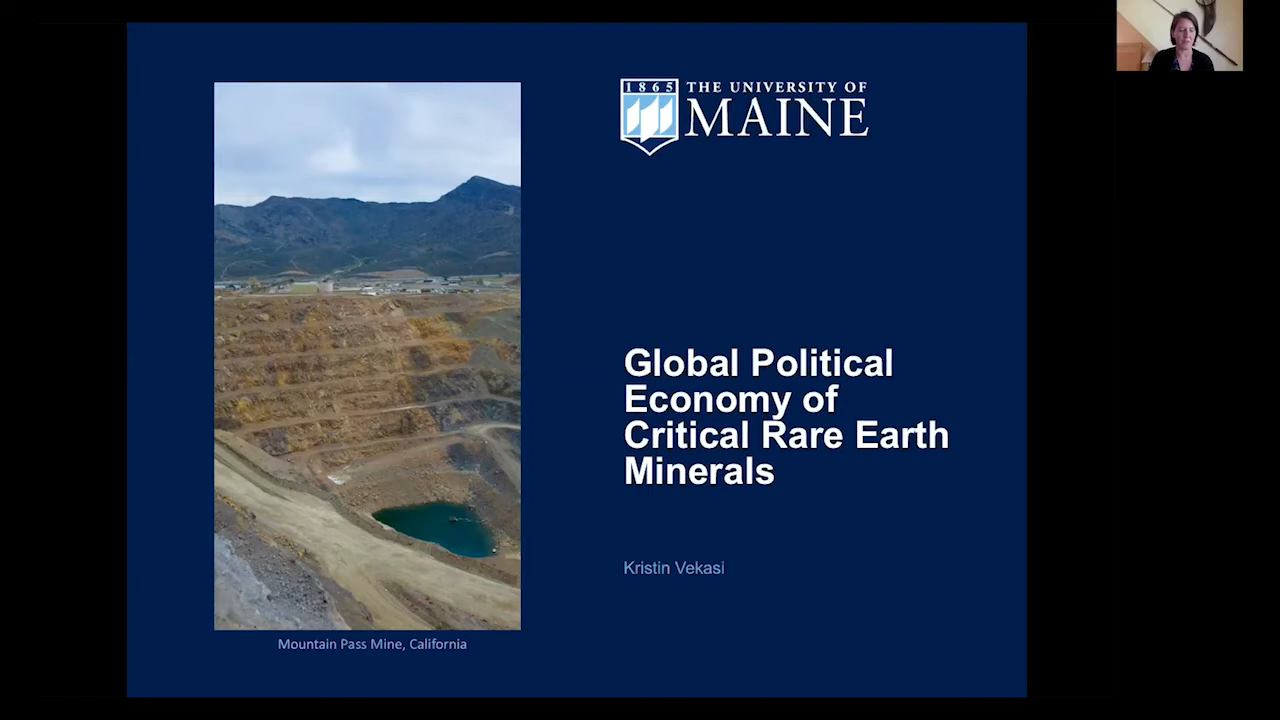 1865
THE UNIVERSITY OF
MAINE
Global Political
Economy of
Critical Rare Earth
Minerals
Kristin Vekasi
Mountain Pass Mine, California